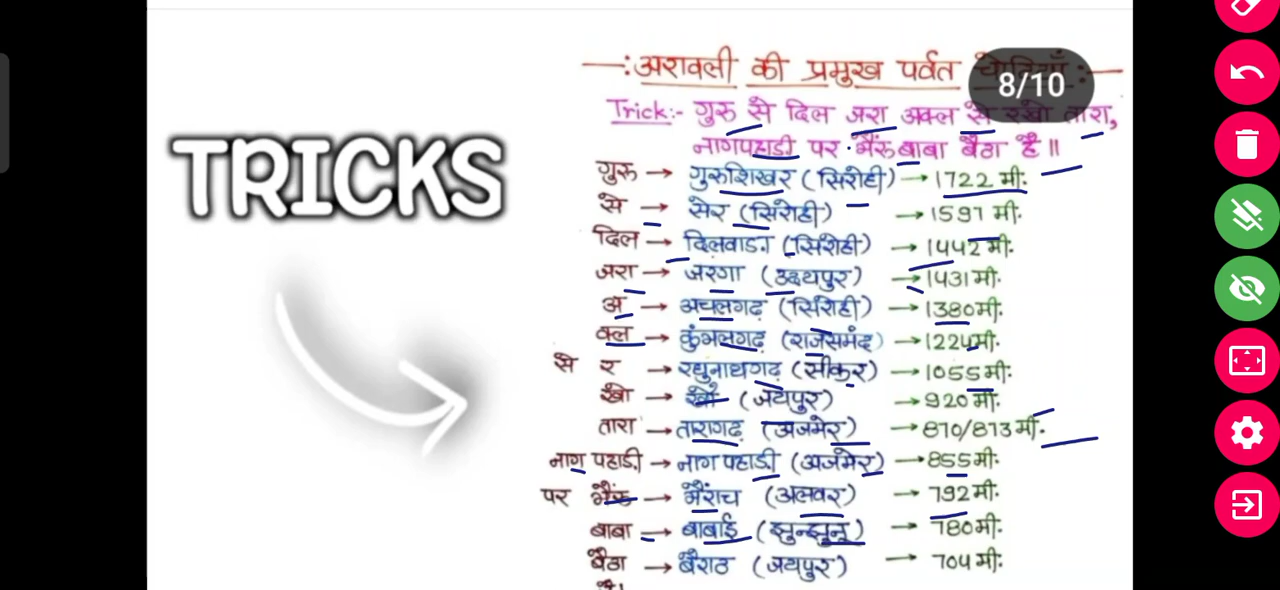 8/10
TRICKS
—:अरावली की प्रमुख पर्वत :—
Trick:- गुरु से दिल जरा अक्ल से रखो तारा,
नागपहाडी पर भैंरू बाबा बैठा है॥
गुरु → गुरुशिखर (सिरोही) → 1722 मी.
से → सेर (सिरोही) → 1597 मी.
दिल → दिलवाडा (सिरोही) → 1442 मी.
जरा → जरगा (उदयपुर) → 1431 मी.
अ → अचलगढ़ (सिरोही) → 1380 मी.
क्ल → कुंभलगढ़ (राजसमंद) → 1224 मी.
से र → रघुनाथगढ़ (सीकर) → 1055 मी.
खो → खो (जयपुर) → 920 मी.
तारा → तारागढ़ (अजमेर) → 870/873 मी.
नाग पहाडी → नाग पहाडी (अजमेर) → 855 मी.
पर भैंरू → भैंराच (अलवर) → 792 मी.
बाबा → बाबाई (झुन्झुनू) → 780 मी.
बैठा → बैराठ (जयपुर) → 704 मी.